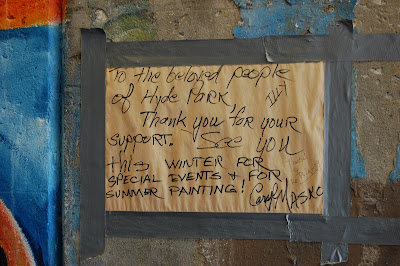 To the beloved people
of Hyde Park,
Thank you for your
support. See you
this WINTER FOR
SPECIAL EVENTS & FOR
SUMMER PAINTING!